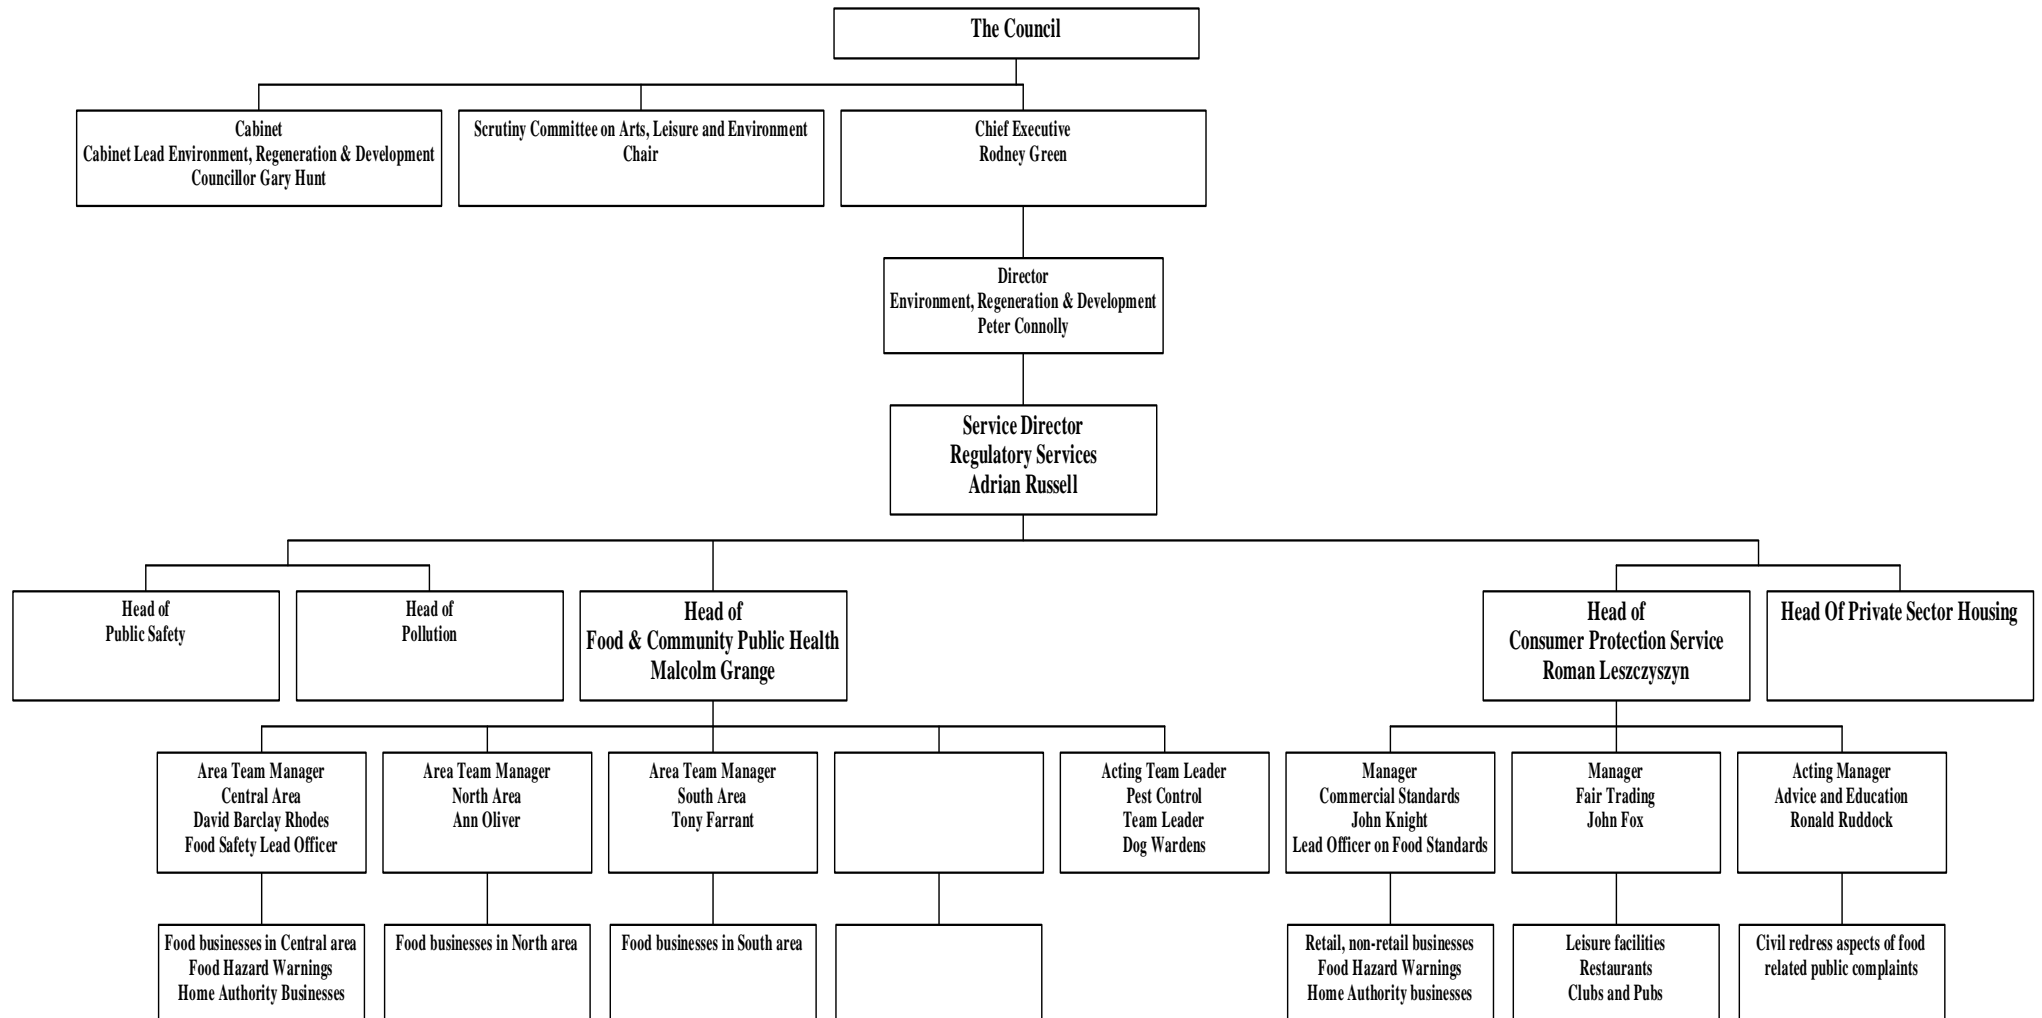 The Council
Cabinet
Cabinet Lead Environment, Regeneration & Development
Councillor Gary Hunt
Scrutiny Committee on Arts, Leisure and Environment
Chair
Chief Executive
Rodney Green
Director
Environment, Regeneration & Development
Peter Connolly
Service Director
Regulatory Services
Adrian Russell
Head of
Public Safety
Head of
Pollution
Head of
Food & Community Public Health
Malcolm Grange
Head of
Consumer Protection Service
Roman Leszczyszyn
Head Of Private Sector Housing
Area Team Manager
Central Area
David Barclay Rhodes
Food Safety Lead Officer
Area Team Manager
North Area
Ann Oliver
Area Team Manager
South Area
Tony Farrant
Acting Team Leader
Pest Control
Team Leader
Dog Wardens
Manager
Commercial Standards
John Knight
Lead Officer on Food Standards
Manager
Fair Trading
John Fox
Acting Manager
Advice and Education
Ronald Ruddock
Food businesses in Central area
Food Hazard Warnings
Home Authority Businesses
Food businesses in North area
Food businesses in South area
Retail, non-retail businesses
Food Hazard Warnings
Home Authority businesses
Leisure facilities
Restaurants
Clubs and Pubs
Civil redress aspects of food
related public complaints